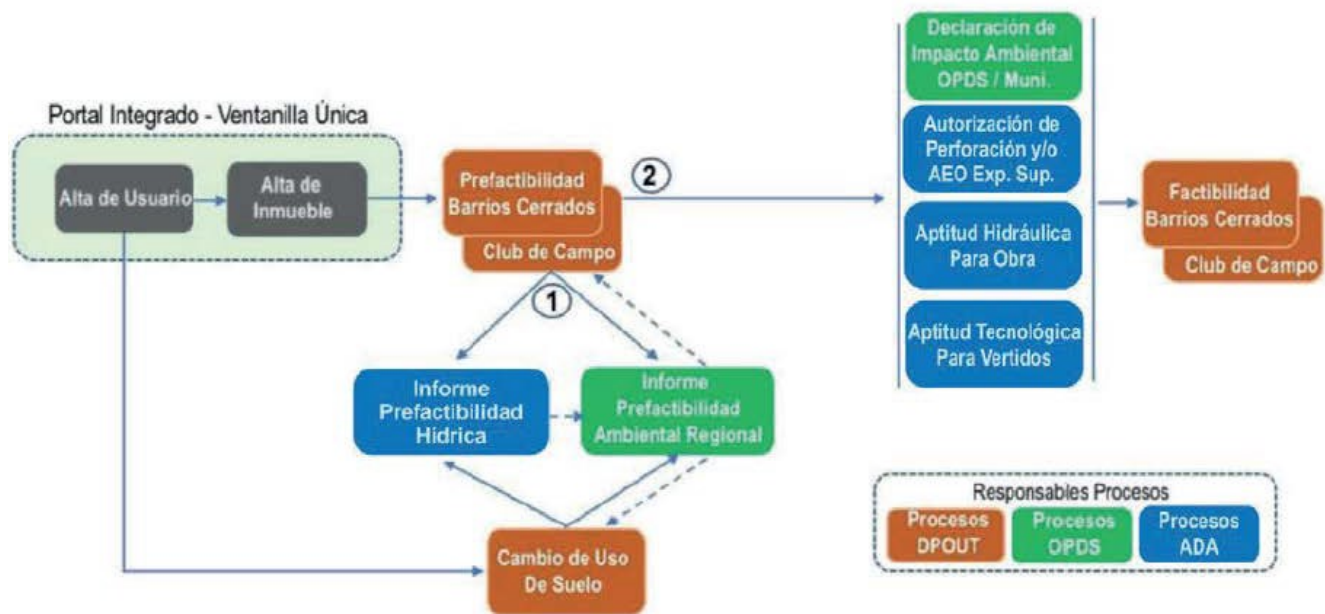 Portal Integrado - Ventanilla Única
Alta de Usuario
Alta de
Inmueble
Prefactibilidad
Barrios Cerrados
Club de Campo
2
1
Informe
Prefactibilidad
Hídrica
Informe
Prefactibilidad
Ambiental Regional
Cambio de Uso
De Suelo
Declaración de
Impacto Ambiental
OPDS / Muni.
Autorización de
Perforación y/o
AEO Exp. Sup.
Aptitud Hidráulica
Para Obra
Aptitud Tecnológica
Para Vertidos
Factibilidad
Barrios Cerrados
Club de Campo
Responsables Procesos
Procesos
DPOUT
Procesos
OPDS
Procesos
ADA